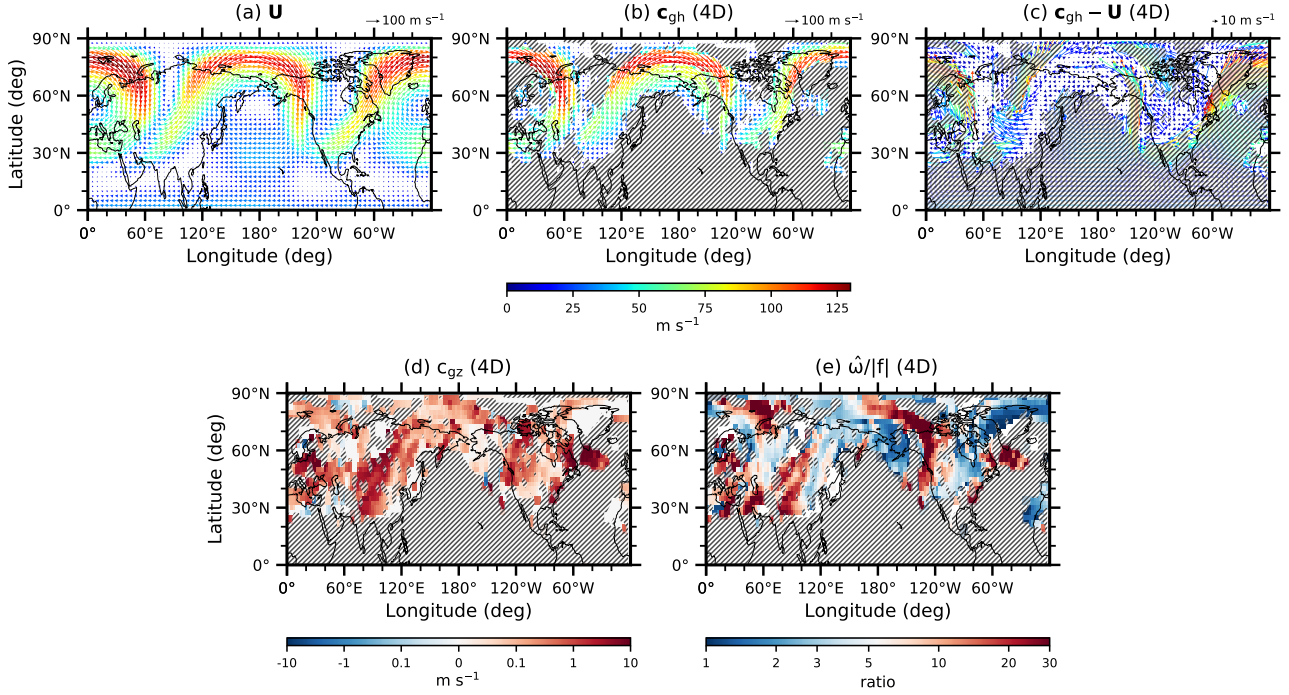 (a) U
100 m s⁻¹
(b) c_gh (4D)
100 m s⁻¹
(c) c_gh − U (4D)
10 m s⁻¹
90°N
60°N
30°N
0°
Latitude (deg)
0° 60°E 120°E 180° 120°W 60°W
Longitude (deg)
0° 60°E 120°E 180° 120°W 60°W
Longitude (deg)
0° 60°E 120°E 180° 120°W 60°W
Longitude (deg)
90°N
60°N
30°N
0°
90°N
60°N
30°N
0°
0 25 50 75 100 125
m s⁻¹
(d) c_gz (4D)
(e) ω̂/|f| (4D)
90°N
60°N
30°N
0°
Latitude (deg)
0° 60°E 120°E 180° 120°W 60°W
Longitude (deg)
90°N
60°N
30°N
0°
Latitude (deg)
0° 60°E 120°E 180° 120°W 60°W
Longitude (deg)
-10 -1 0.1 0 0.1 1 10
m s⁻¹
1 2 3 5 10 20 30
ratio